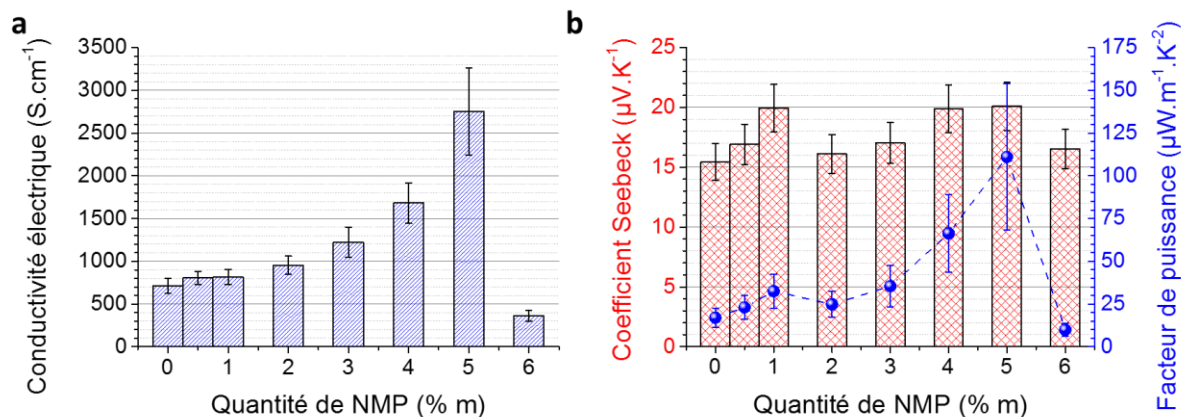 a
Conductivité électrique (S.cm⁻¹)
3500
3000
2500
2000
1500
1000
500
0
0 1 2 3 4 5 6
Quantité de NMP (% m)
b
Coefficient Seebeck (µV.K⁻¹)
25
20
15
10
5
0
0 1 2 3 4 5 6
Quantité de NMP (% m)
175
150
125
100
75
50
25
0
Facteur de puissance (µW.m⁻¹.K⁻²)